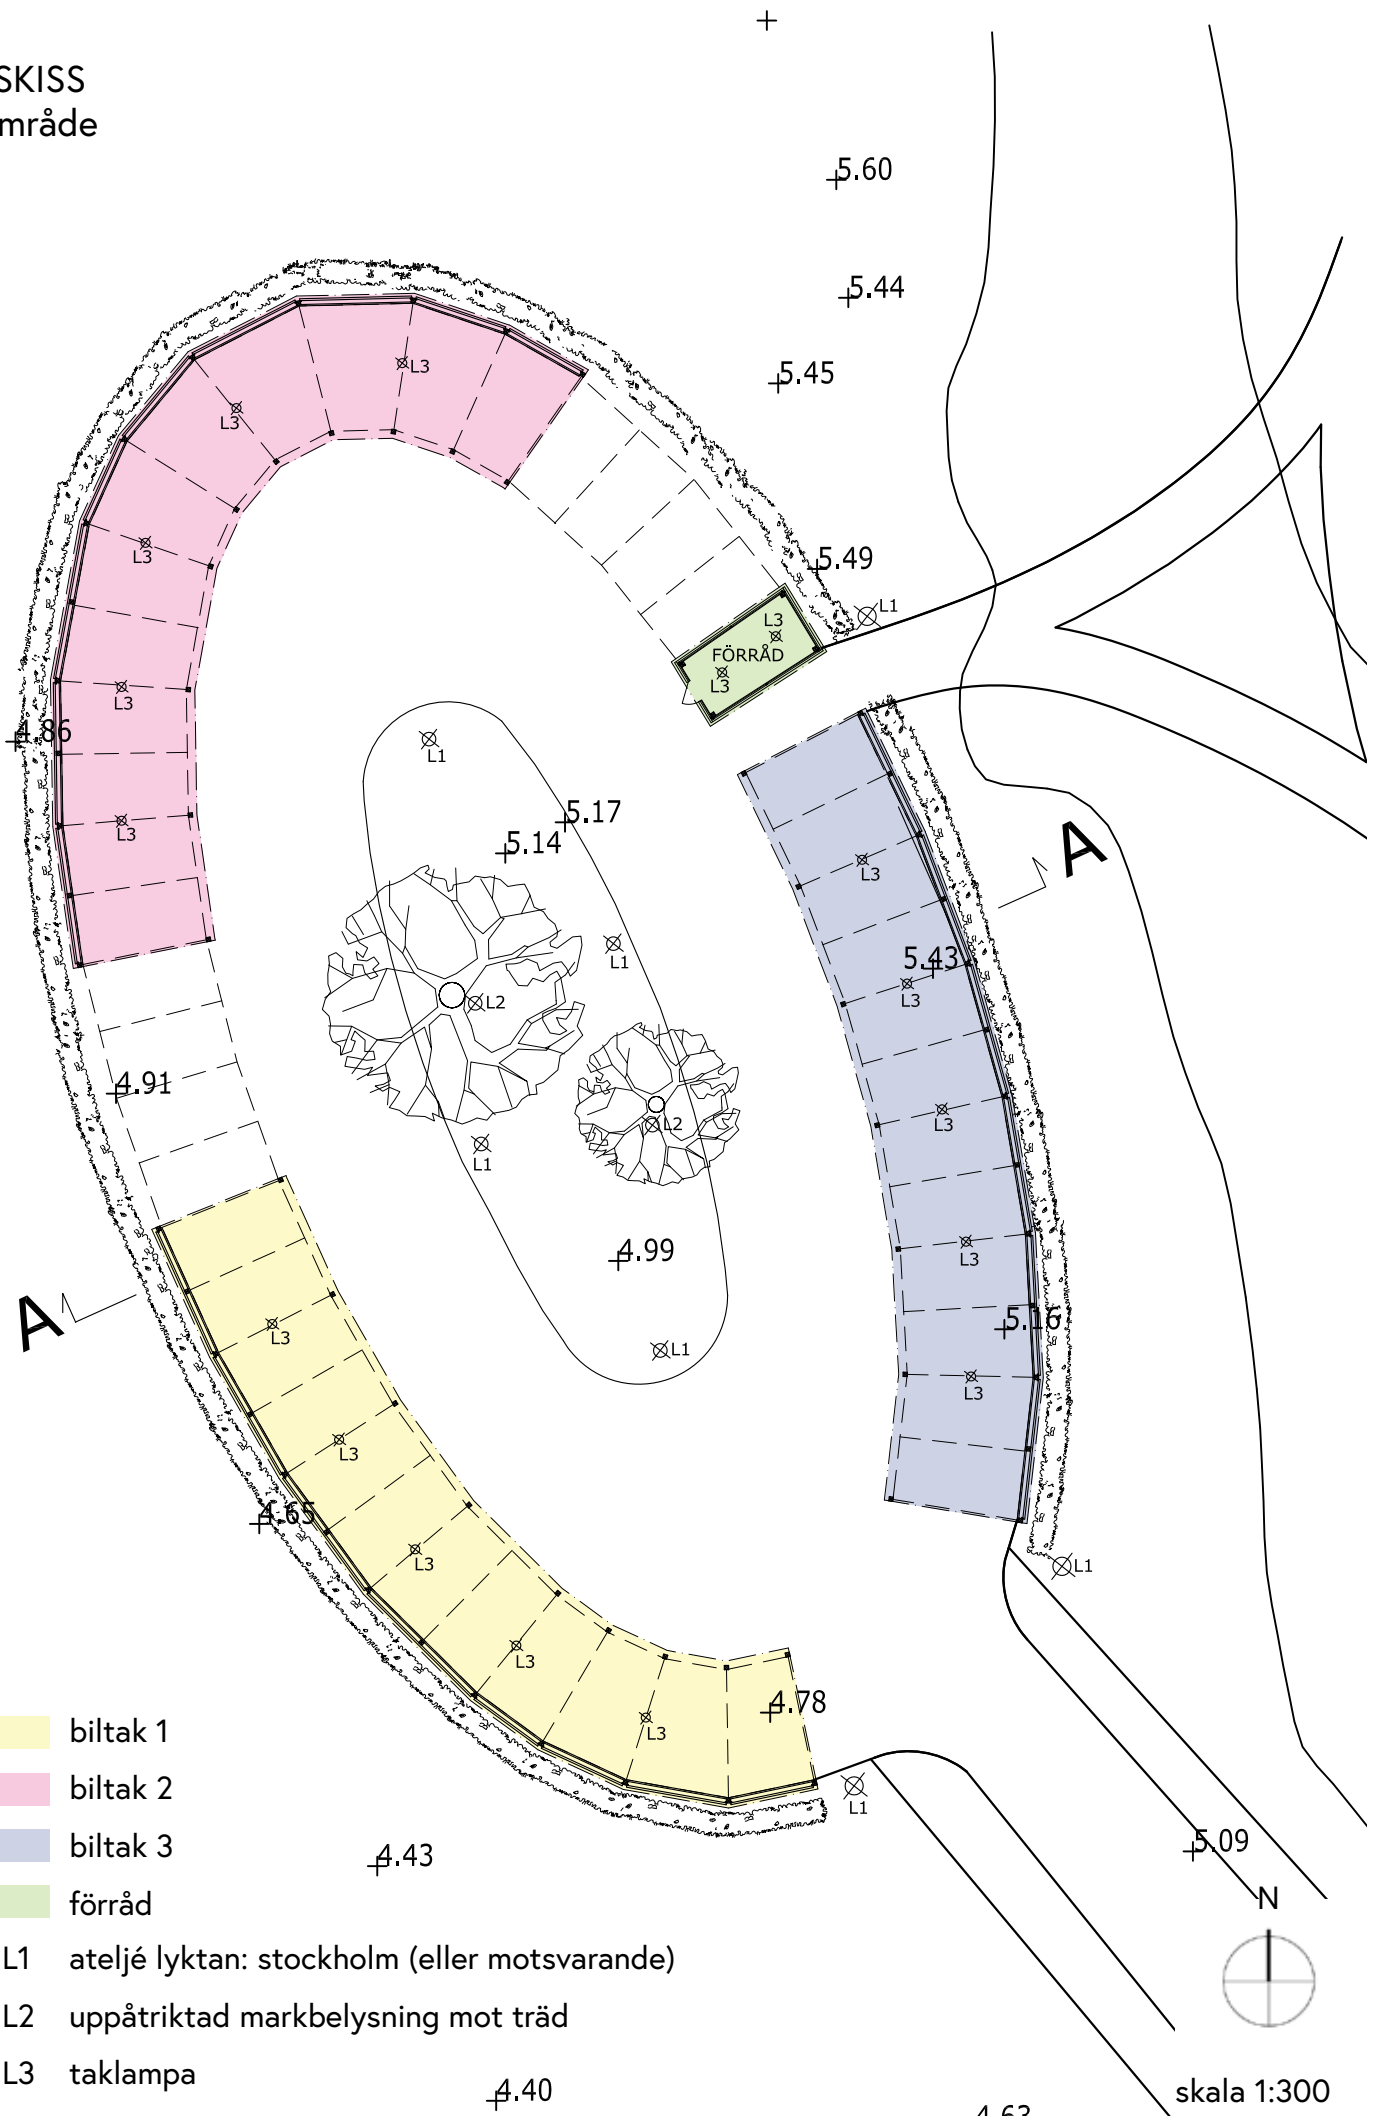 SKISS
område
5.60
5.44
5.45
L3
L3
5.49
L1
L3
L3
FÖRRÅD
L3
L3
4.86
L1
5.17
5.14
L3
A
L3
L1
5.43
L3
L2
4.91
L3
L2
L1
4.99
L3
A
L3
5.16
L1
L3
L3
4.65
L3
L1
L3
4.78
L3
biltak 1
L1
biltak 2
biltak 3
4.43
5.09
förråd
N
L1 ateljé lyktan: stockholm (eller motsvarande)
L2 uppåtriktad markbelysning mot träd
L3 taklampa
4.40
skala 1:300